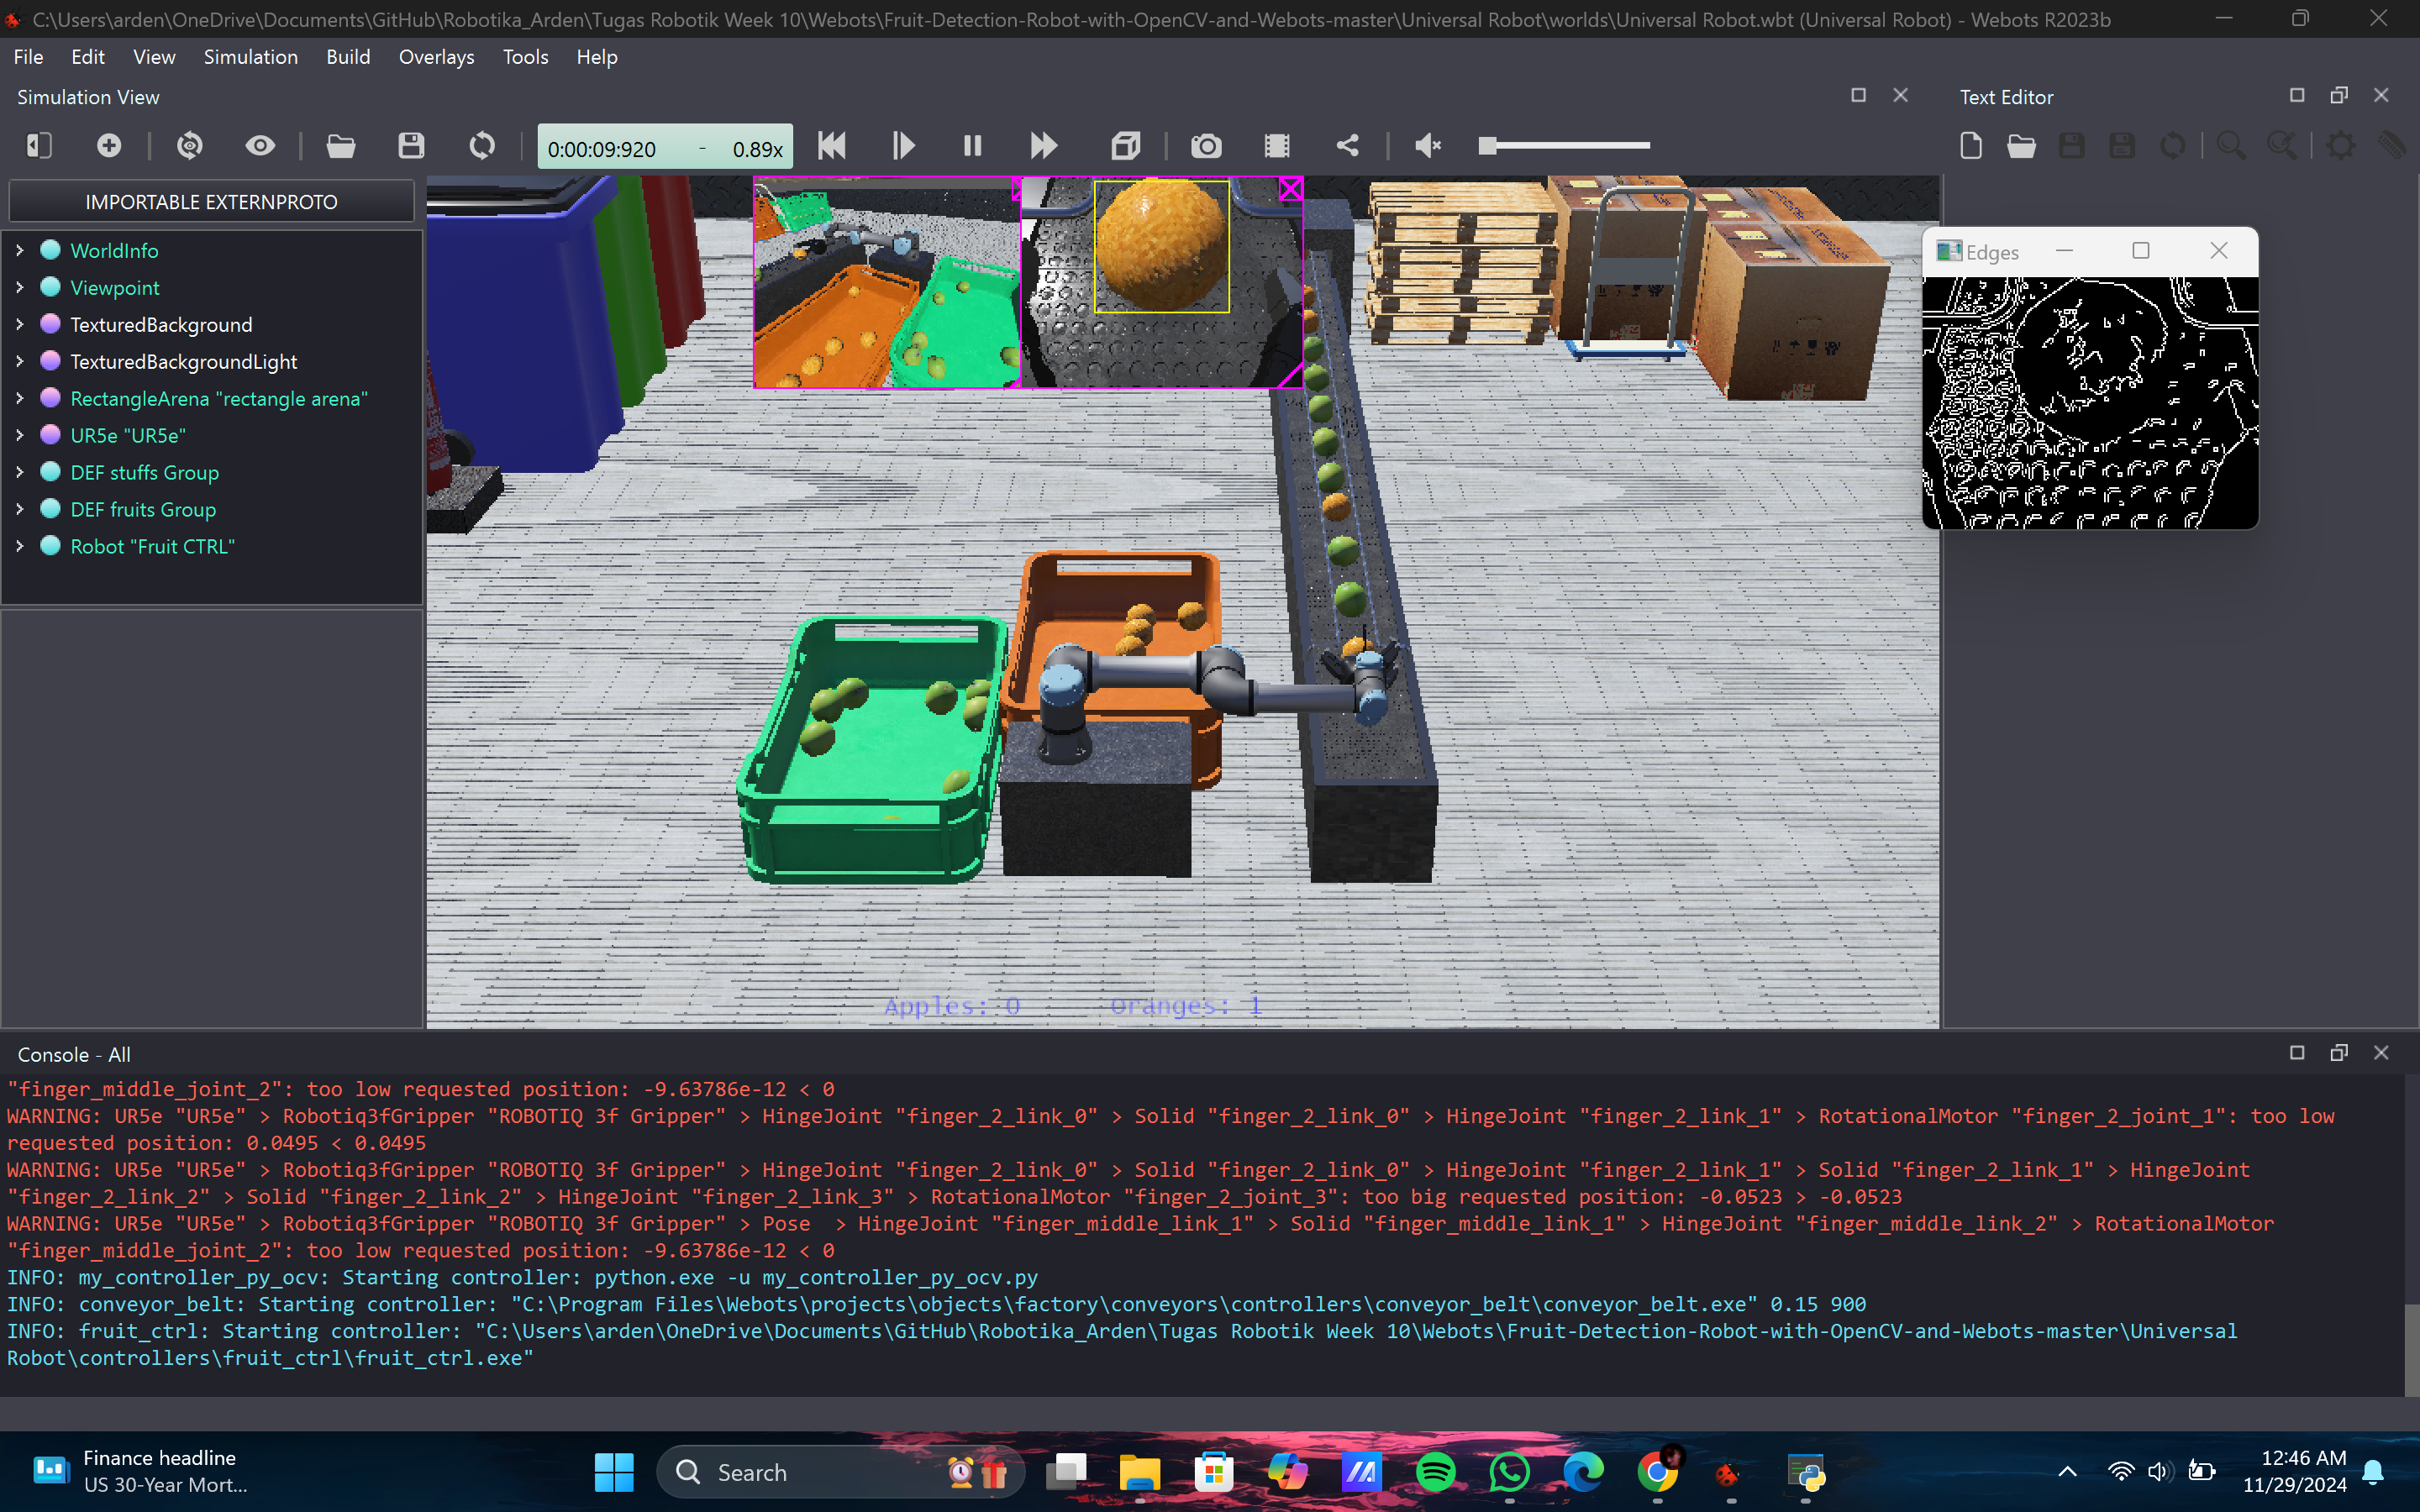 C:\Users\arden\OneDrive\Documents\GitHub\Robotika_Arden\Tugas Robotik Week 10\Webots\Fruit-Detection-Robot-with-OpenCV-and-Webots-master\Universal Robot\worlds\Universal Robot.wbt (Universal Robot) - Webots R2023b
File Edit View Simulation Build Overlays Tools Help
Simulation View
Text Editor
0:00:09:920 - 0.89x
IMPORTABLE EXTERNPROTO
WorldInfo
Viewpoint
TexturedBackground
TexturedBackgroundLight
RectangleArena "rectangle arena"
UR5e "UR5e"
DEF stuffs Group
DEF fruits Group
Robot "Fruit CTRL"
Edges
Apples: 0 Oranges: 1
Console - All
"finger_middle_joint_2": too low requested position: -9.63786e-12 < 0
WARNING: UR5e "UR5e" > Robotiq3fGripper "ROBOTIQ 3f Gripper" > HingeJoint "finger_2_link_0" > Solid "finger_2_link_0" > HingeJoint "finger_2_link_1" > RotationalMotor "finger_2_joint_1": too low
requested position: 0.0495 < 0.0495
WARNING: UR5e "UR5e" > Robotiq3fGripper "ROBOTIQ 3f Gripper" > HingeJoint "finger_2_link_0" > Solid "finger_2_link_0" > HingeJoint "finger_2_link_1" > Solid "finger_2_link_1" > HingeJoint
"finger_2_link_2" > Solid "finger_2_link_2" > HingeJoint "finger_2_link_3" > RotationalMotor "finger_2_joint_3": too big requested position: -0.0523 > -0.0523
WARNING: UR5e "UR5e" > Robotiq3fGripper "ROBOTIQ 3f Gripper" > Pose  > HingeJoint "finger_middle_link_1" > Solid "finger_middle_link_1" > HingeJoint "finger_middle_link_2" > RotationalMotor
"finger_middle_joint_2": too low requested position: -9.63786e-12 < 0
INFO: my_controller_py_ocv: Starting controller: python.exe -u my_controller_py_ocv.py
INFO: conveyor_belt: Starting controller: "C:\Program Files\Webots\projects\objects\factory\conveyors\controllers\conveyor_belt\conveyor_belt.exe" 0.15 900
INFO: fruit_ctrl: Starting controller: "C:\Users\arden\OneDrive\Documents\GitHub\Robotika_Arden\Tugas Robotik Week 10\Webots\Fruit-Detection-Robot-with-OpenCV-and-Webots-master\Universal
Robot\controllers\fruit_ctrl\fruit_ctrl.exe"
Finance headline
US 30-Year Mort...
Search
12:46 AM
11/29/2024